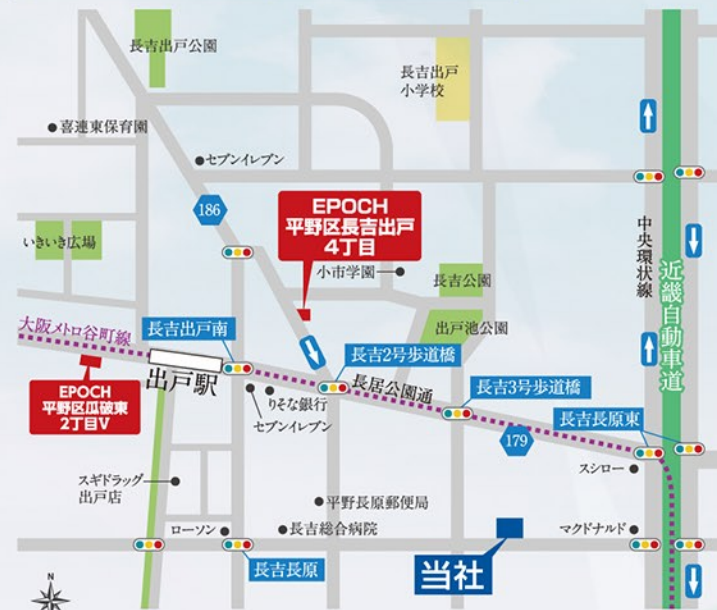 長吉出戸公園
長吉出戸
小学校
喜連東保育園
セブンイレブン
186
EPOCH
平野区長吉出戸
4丁目
中央環状線
近畿自動車道
いきいき広場
小市学園
長吉公園
出戸池公園
大阪メトロ谷町線
長吉出戸南
出戸駅
長吉2号歩道橋
長居公園通
長吉3号歩道橋
EPOCH
平野区瓜破東
2丁目V
りそな銀行
セブンイレブン
長吉長原東
179
スシロー
スギドラッグ
出戸店
平野長原郵便局
ローソン
長吉総合病院
マクドナルド
長吉長原
当社
N